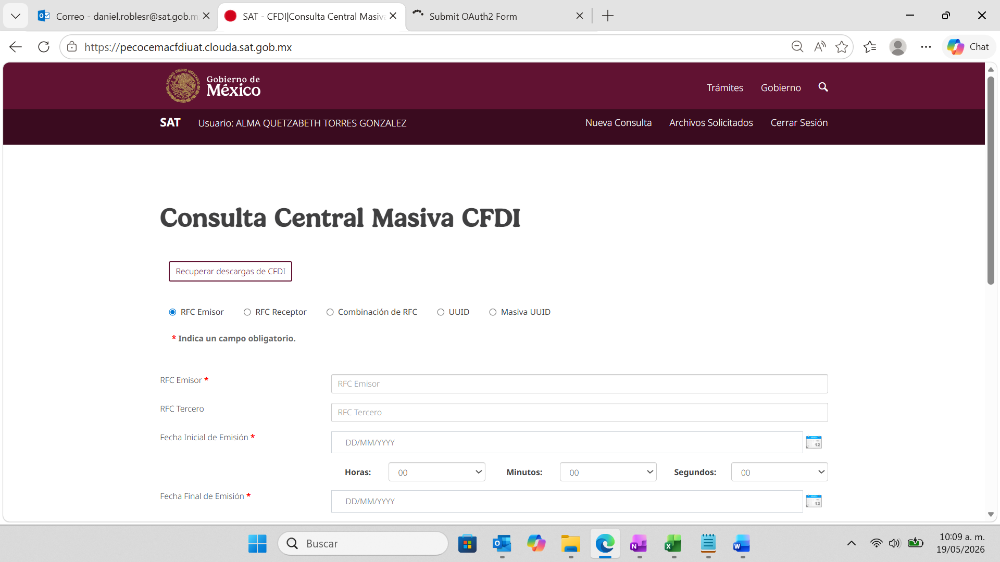 Correo - daniel.roblesr@sat.gob.m
SAT - CFDI|Consulta Central Masiva
Submit OAuth2 Form
https://pecocemacfdiuat.clouda.sat.gob.mx
Chat
Gobierno de
México
Trámites
Gobierno
SAT
Usuario: ALMA QUETZABETH TORRES GONZALEZ
Nueva Consulta
Archivos Solicitados
Cerrar Sesión
Consulta Central Masiva CFDI
Recuperar descargas de CFDI
RFC Emisor
RFC Receptor
Combinación de RFC
UUID
Masiva UUID
* Indica un campo obligatorio.
RFC Emisor *
RFC Emisor
RFC Tercero
RFC Tercero
Fecha Inicial de Emisión *
DD/MM/YYYY
Horas:
00
Minutos:
00
Segundos:
00
Fecha Final de Emisión *
DD/MM/YYYY
Buscar
10:09 a. m.
19/05/2026